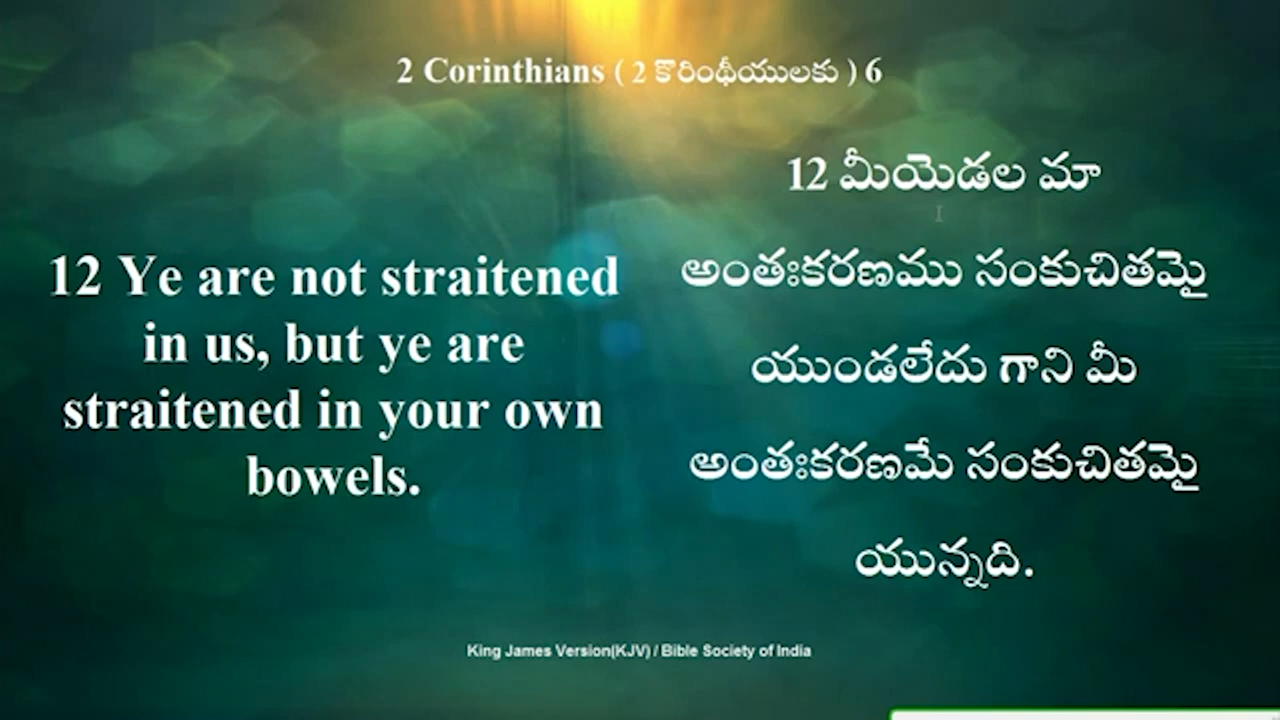 2 Corinthians ( 2 కొరింథీయులకు ) 6
12 Ye are not straitened
in us, but ye are
straitened in your own
bowels.
12 మీయెడల మా
అంతఃకరణము సంకుచితమై
యుండలేదు గాని మీ
అంతఃకరణమే సంకుచితమై
యున్నది.
King James Version(KJV) / Bible Society of India